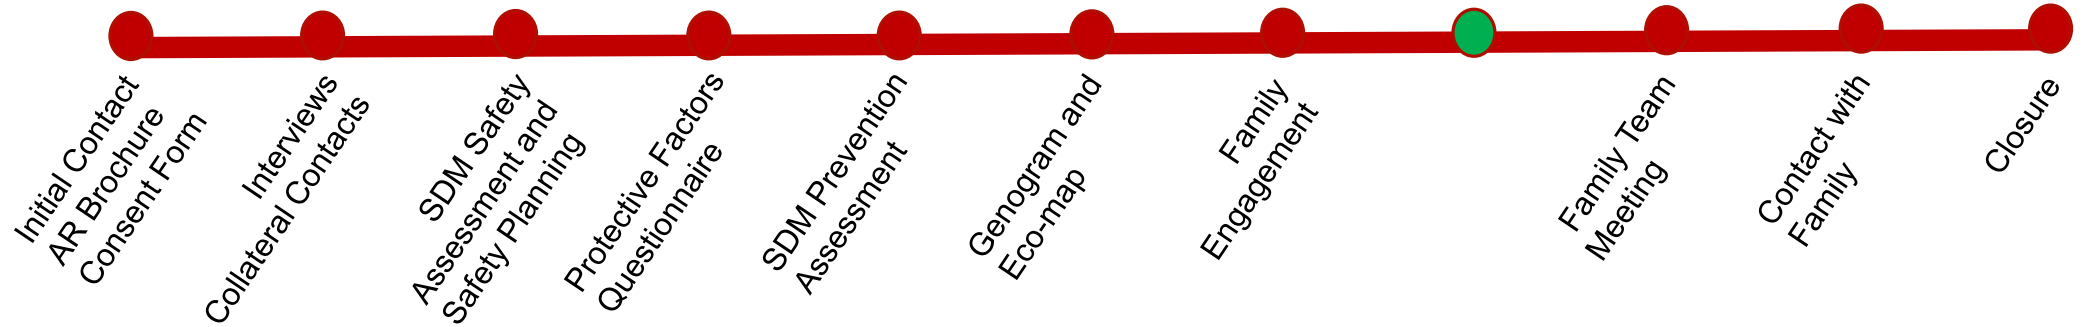 Initial Contact
AR Brochure
Consent Form
Interviews
Collateral Contacts
SDM Safety
Assessment and
Safety Planning
Protective Factors
Questionnaire
SDM Prevention
Assessment
Genogram and
Eco-map
Family
Engagement
Family Team
Meeting
Contact with
Family
Closure